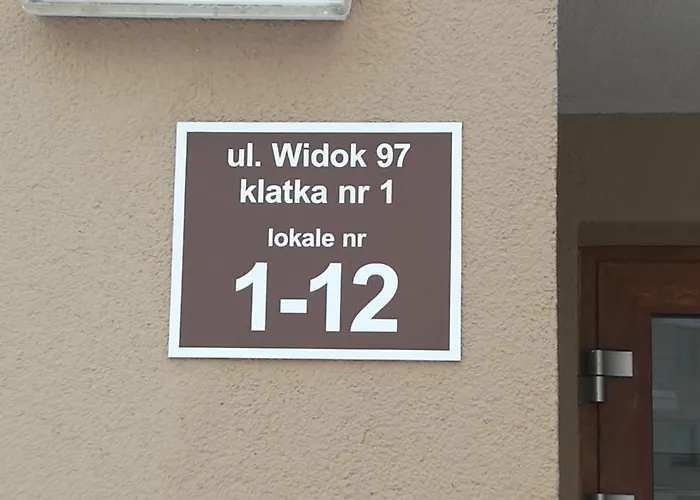 ul. Widok 97
klatka nr 1
lokale nr
1-12